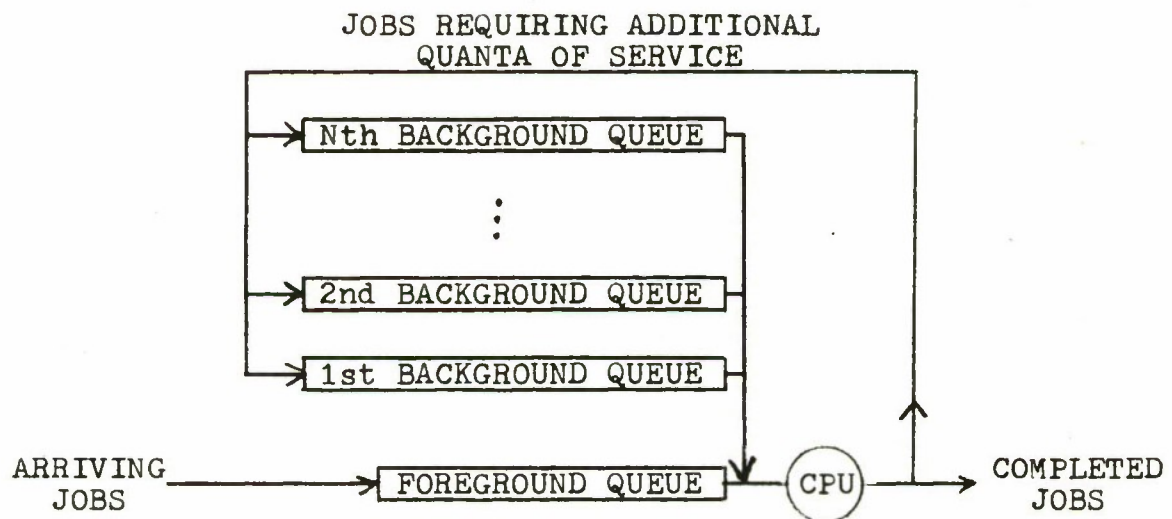 JOBS REQUIRING ADDITIONAL
QUANTA OF SERVICE
Nth BACKGROUND QUEUE
2nd BACKGROUND QUEUE
1st BACKGROUND QUEUE
ARRIVING
JOBS
FOREGROUND QUEUE
CPU
COMPLETED
JOBS